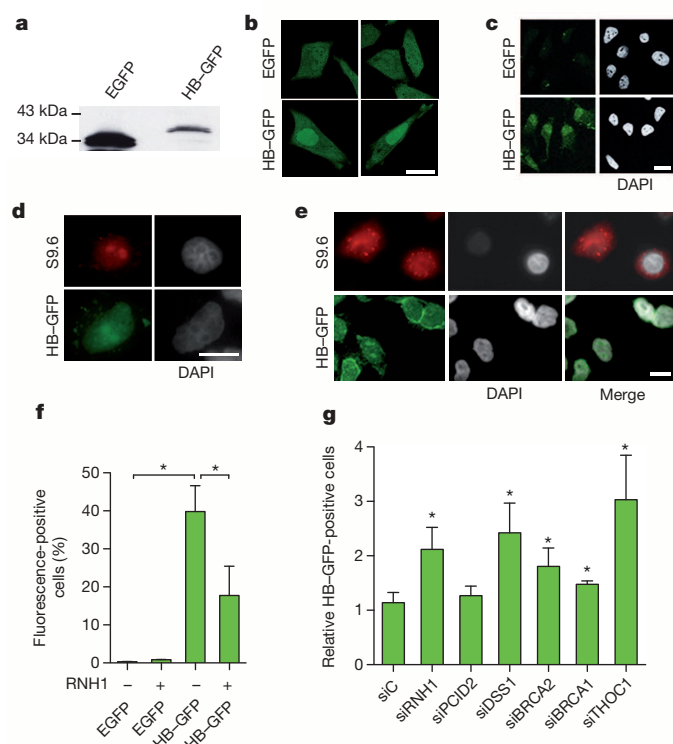 a
EGFP
HB–GFP
43 kDa
34 kDa
b
EGFP
HB–GFP
c
EGFP
HB–GFP
DAPI
d
S9.6
HB–GFP
DAPI
e
S9.6
HB–GFP
DAPI
Merge
f
Fluorescence-positive
cells (%)
50
40
30
20
10
0
* *
RNH1 – + – +
EGFP
EGFP
HB–GFP
HB–GFP
g
Relative HB–GFP-positive cells
4
3
2
1
0
* * * * *
siC
siRNH1
siPCID2
siDSS1
siBRCA2
siBRCA1
siTHOC1